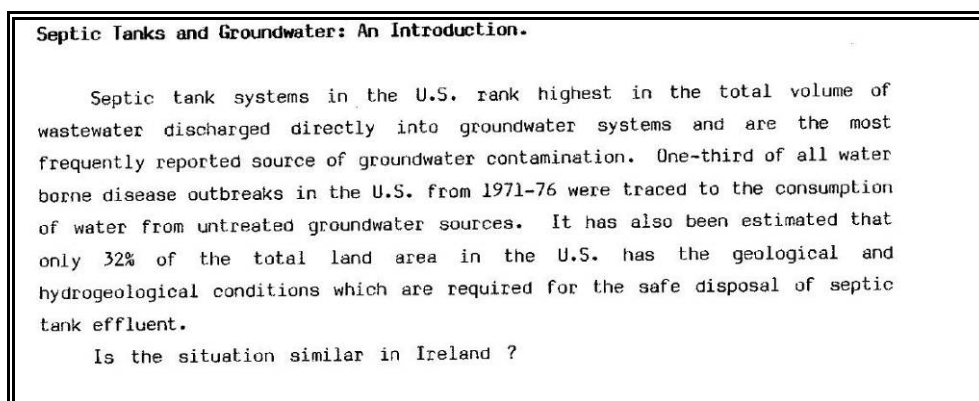 Septic Tanks and Groundwater: An Introduction.
Septic tank systems in the U.S. rank highest in the total volume of
wastewater discharged directly into groundwater systems and are the most
frequently reported source of groundwater contamination. One-third of all water
borne disease outbreaks in the U.S. from 1971-76 were traced to the consumption
of water from untreated groundwater sources. It has also been estimated that
only 32% of the total land area in the U.S. has the geological and
hydrogeological conditions which are required for the safe disposal of septic
tank effluent.
Is the situation similar in Ireland ?